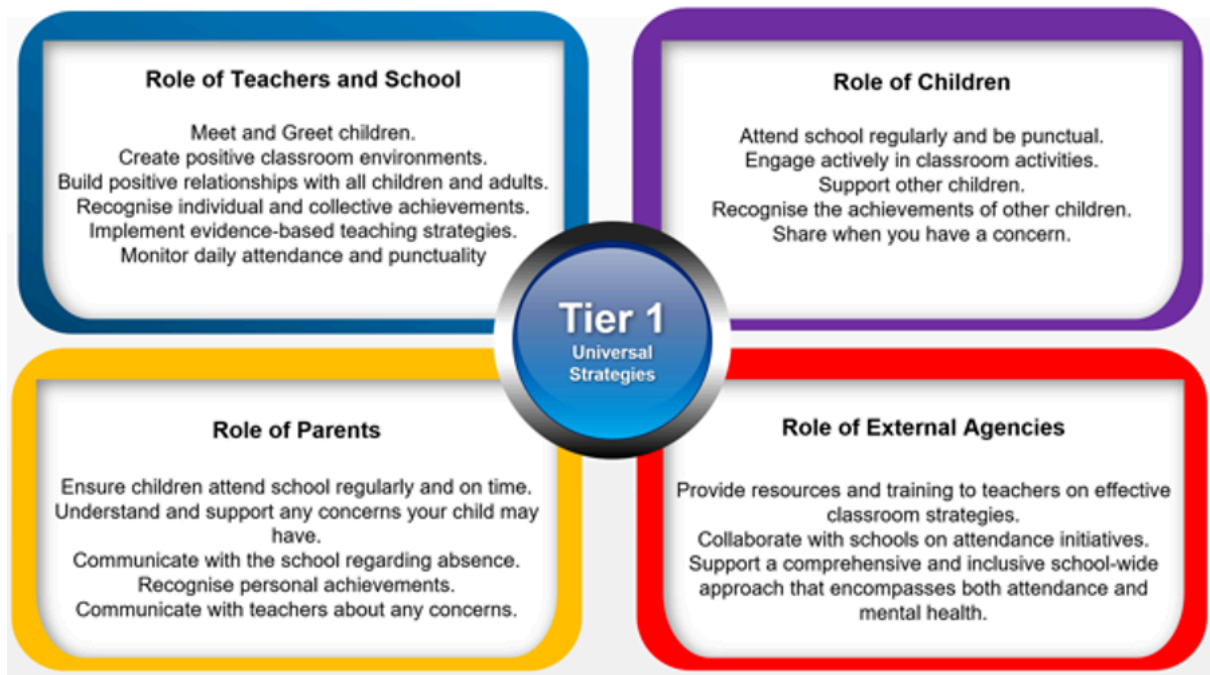 Role of Teachers and School
Meet and Greet children.
Create positive classroom environments.
Build positive relationships with all children and adults.
Recognise individual and collective achievements.
Implement evidence-based teaching strategies.
Monitor daily attendance and punctuality
Role of Children
Attend school regularly and be punctual.
Engage actively in classroom activities.
Support other children.
Recognise the achievements of other children.
Share when you have a concern.
Tier 1
Universal
Strategies
Role of Parents
Ensure children attend school regularly and on time.
Understand and support any concerns your child may
have.
Communicate with the school regarding absence.
Recognise personal achievements.
Communicate with teachers about any concerns.
Role of External Agencies
Provide resources and training to teachers on effective
classroom strategies.
Collaborate with schools on attendance initiatives.
Support a comprehensive and inclusive school-wide
approach that encompasses both attendance and
mental health.